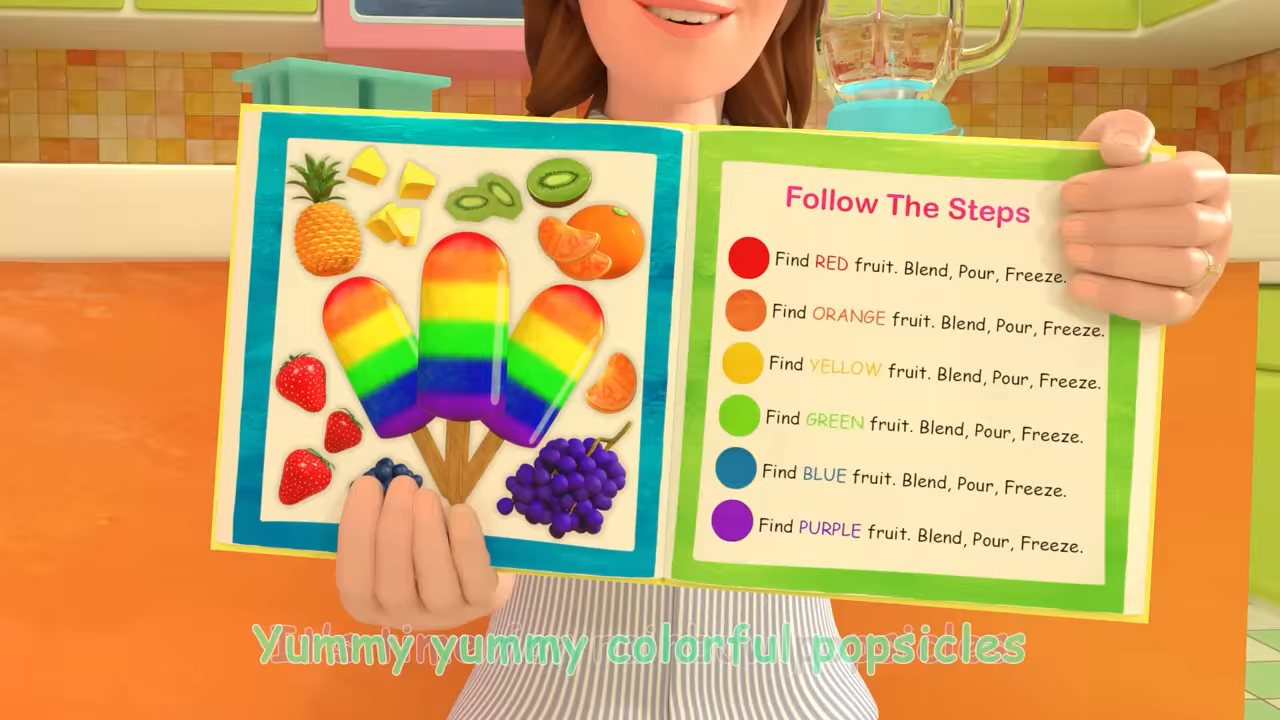 Follow The Steps
Find RED fruit. Blend, Pour, Freeze.
Find ORANGE fruit. Blend, Pour, Freeze.
Find YELLOW fruit. Blend, Pour, Freeze.
Find GREEN fruit. Blend, Pour, Freeze.
Find BLUE fruit. Blend, Pour, Freeze.
Find PURPLE fruit. Blend, Pour, Freeze.
Yummy yummy colorful popsicles